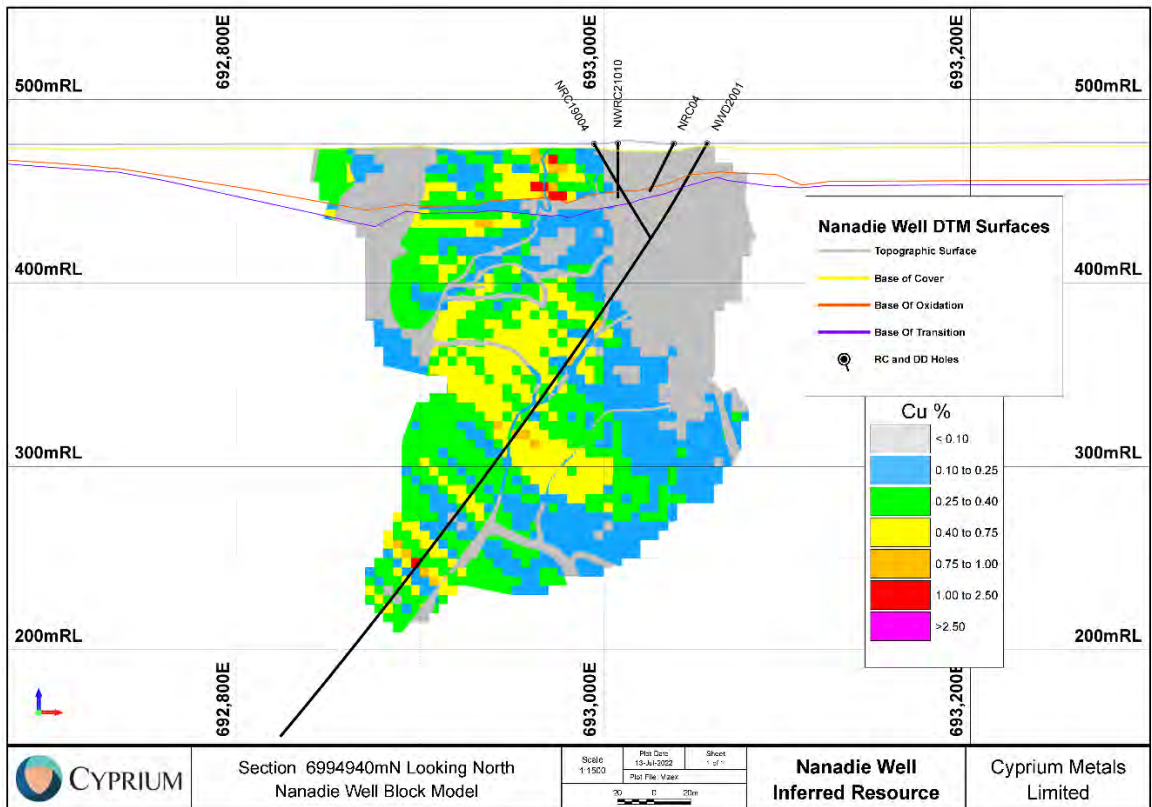 692,800E
693,000E
693,200E
500mRL
500mRL
NRC19004
NWRC21010
NRC04
NWD2001
Nanadie Well DTM Surfaces
Topographic Surface
Base of Cover
Base Of Oxidation
Base Of Transition
RC and DD Holes
400mRL
400mRL
Cu %
< 0.10
0.10 to 0.25
0.25 to 0.40
0.40 to 0.75
0.75 to 1.00
1.00 to 2.50
>2.50
300mRL
300mRL
200mRL
200mRL
692,800E
693,000E
693,200E
CYPRIUM
Section 6994940mN Looking North
Nanadie Well Block Model
Scale
1:1500
Plot Date
13-Jul-2022
Sheet
1 of 1
Plot File: Vizex
20 0 20m
Nanadie Well
Inferred Resource
Cyprium Metals
Limited